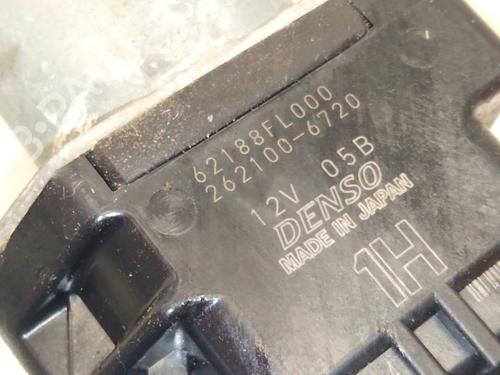 62188FL000
262100-6720
12V 05B
DENSO
MADE IN JAPAN
1H